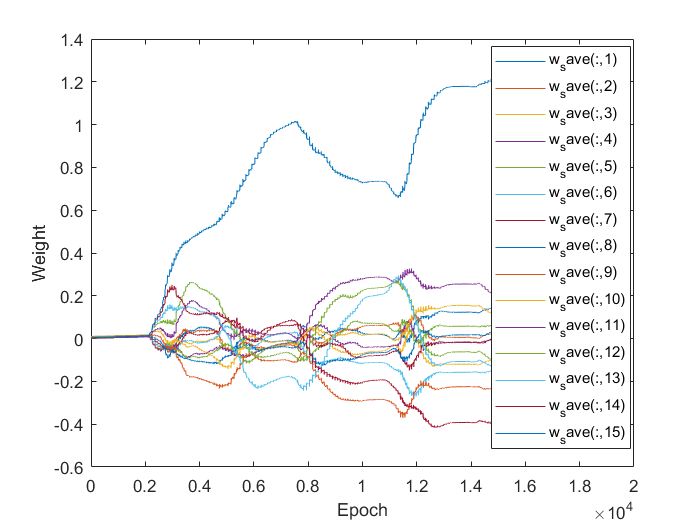 1.4
1.2
1
0.8
0.6
0.4
0.2
0
-0.2
-0.4
-0.6
Weight
w_save(:,1)
w_save(:,2)
w_save(:,3)
w_save(:,4)
w_save(:,5)
w_save(:,6)
w_save(:,7)
w_save(:,8)
w_save(:,9)
w_save(:,10)
w_save(:,11)
w_save(:,12)
w_save(:,13)
w_save(:,14)
w_save(:,15)
0 0.2 0.4 0.6 0.8 1 1.2 1.4 1.6 1.8 2
Epoch
×10^4